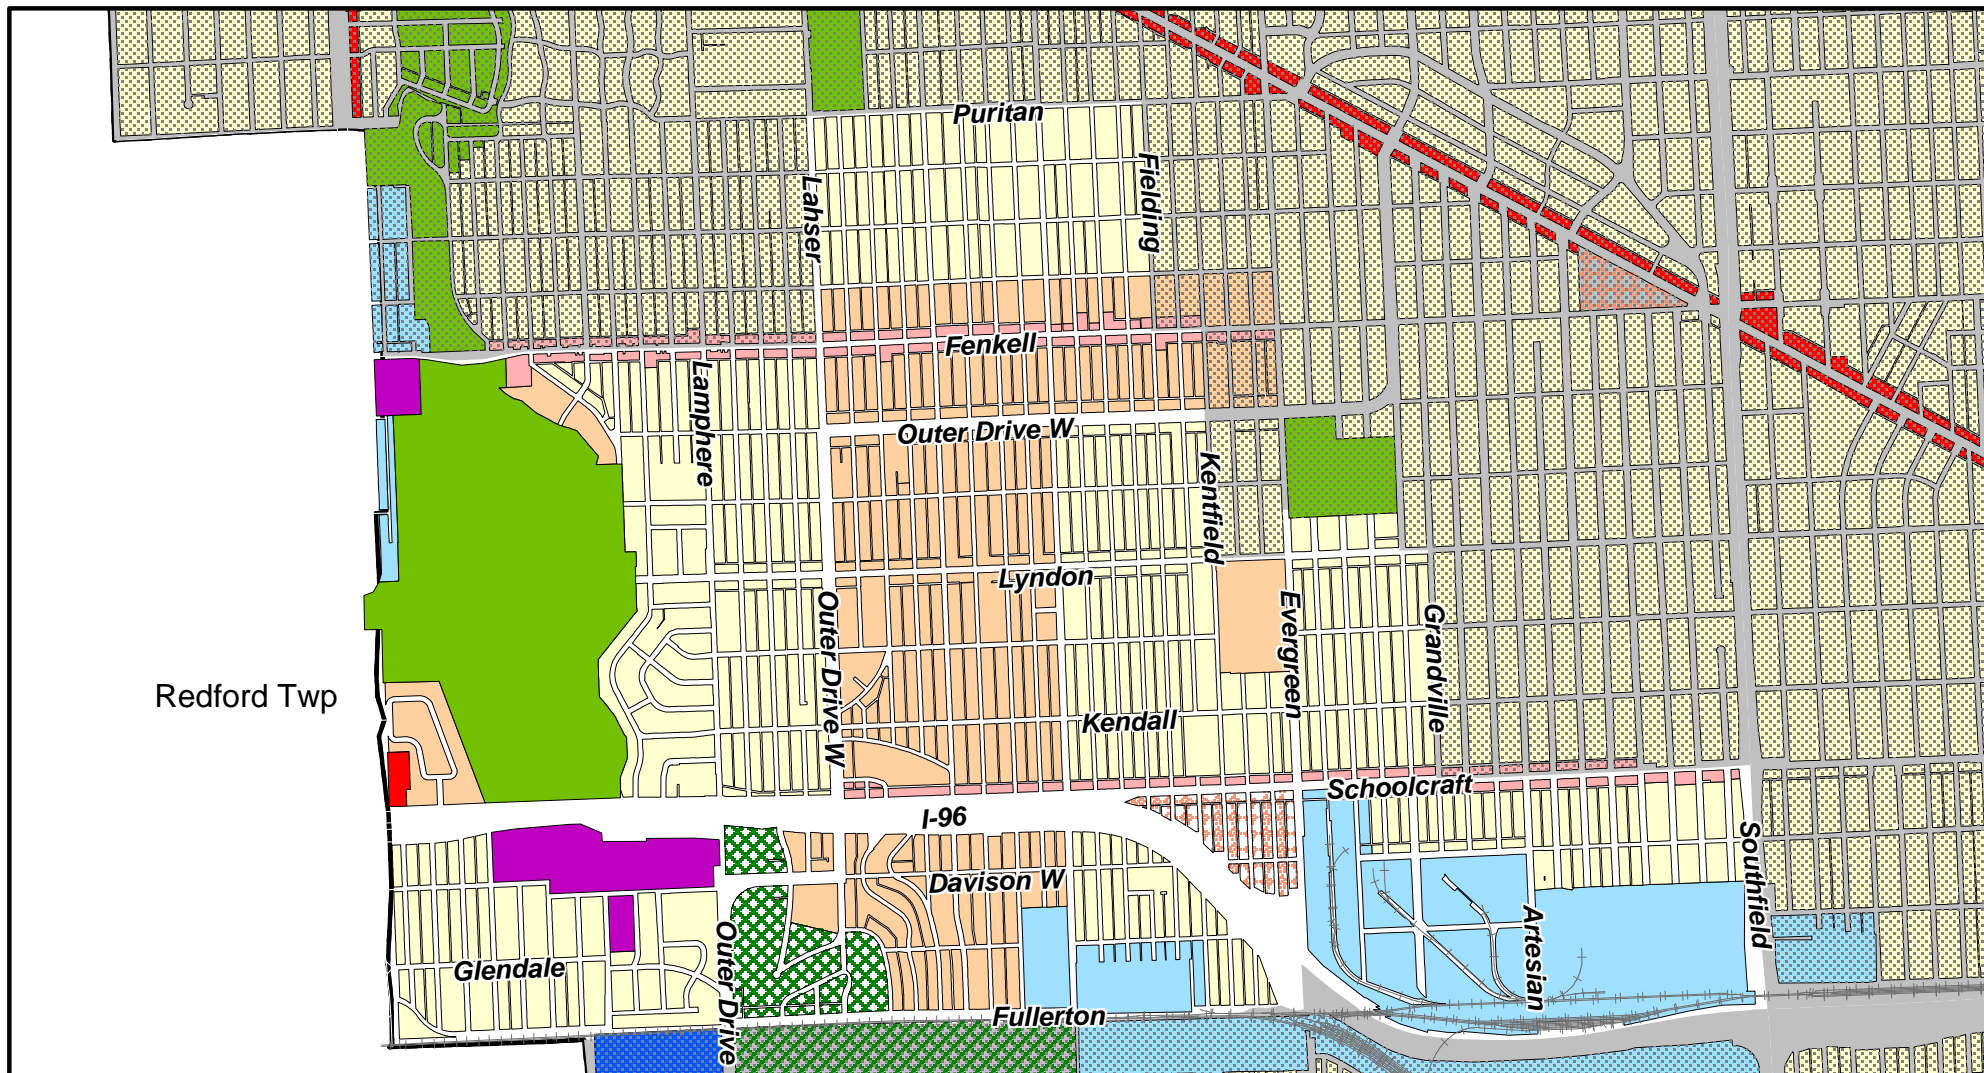 Puritan
Lahser
Fielding
Fenkell
Lamphere
Outer Drive W
Kentfield
Lyndon
Outer Drive W
Evergreen
Grandville
Redford Twp
Kendall
Schoolcraft
I-96
Southfield
Davison W
Artesian
Outer Drive
Glendale
Fullerton